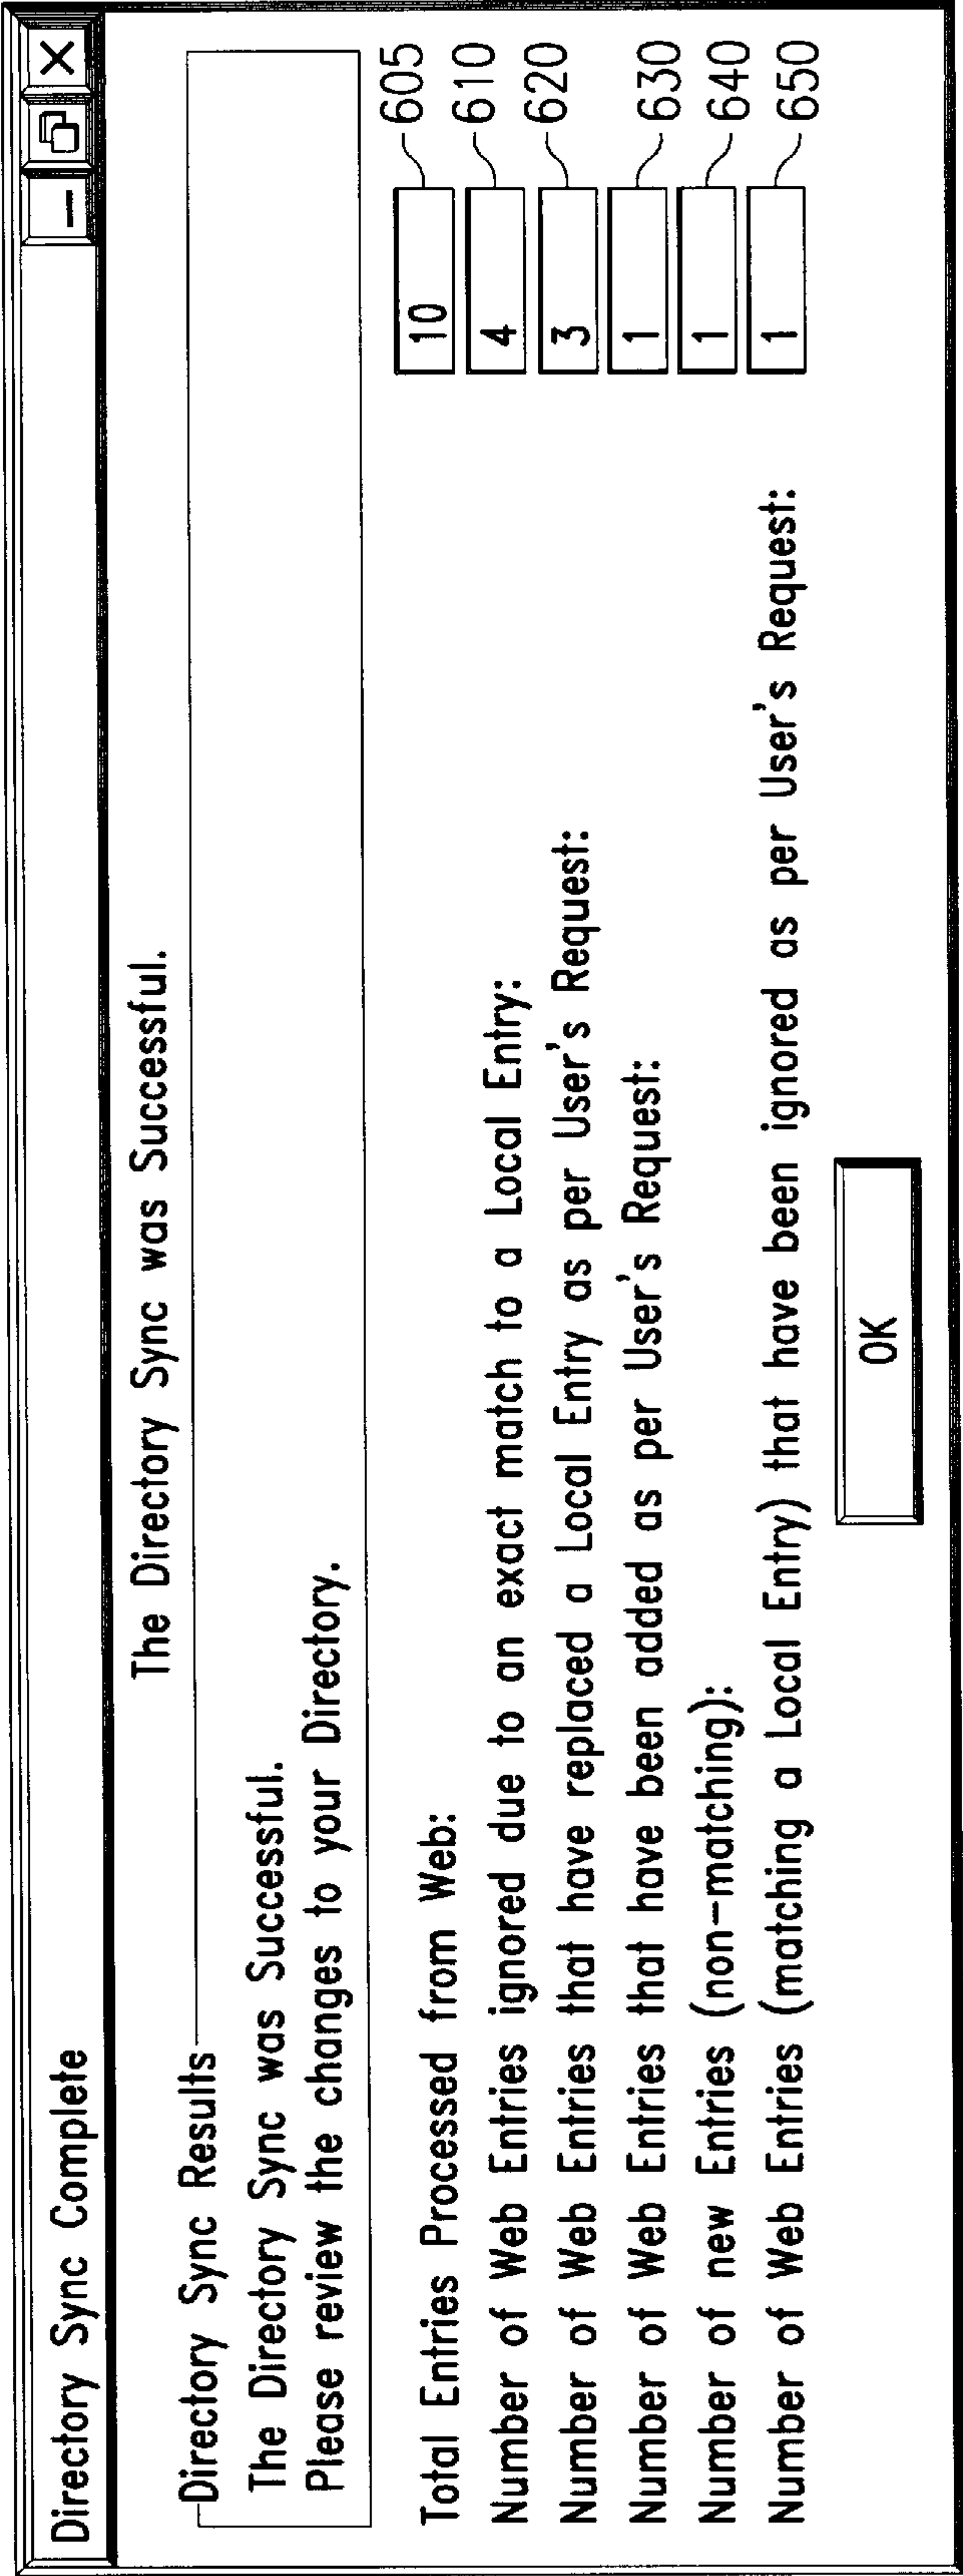 Directory Sync Complete
The Directory Sync was Successful.
Directory Sync Results
The Directory Sync was Successful.
Please review the changes to your Directory.
Total Entries Processed from Web: 10 605
Number of Web Entries ignored due to an exact match to a Local Entry: 4 610
Number of Web Entries that have replaced a Local Entry as per User's Request: 3 620
Number of Web Entries that have been added as per User's Request: 1 630
Number of new Entries (non-matching): 1 640
Number of Web Entries (matching a Local Entry) that have been ignored as per User's Request: 1 650
OK